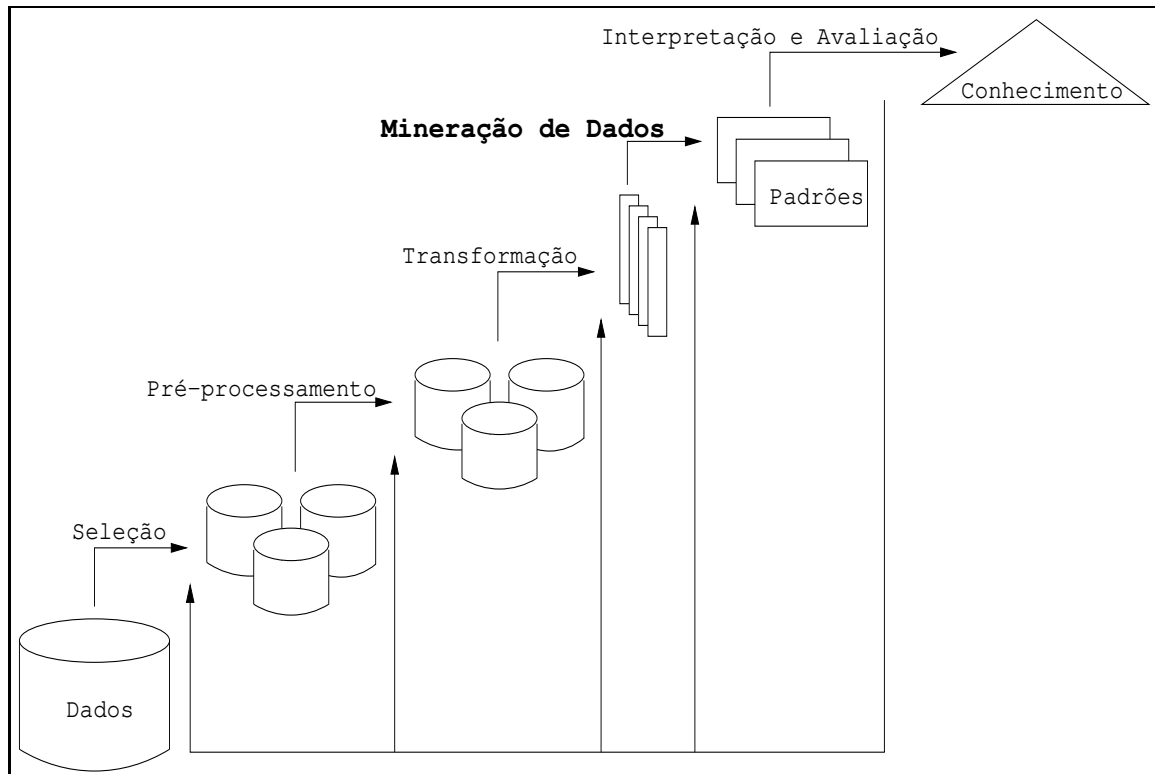 Interpretação e Avaliação
Conhecimento
Mineração de Dados
Padrões
Transformação
Pré-processamento
Seleção
Dados